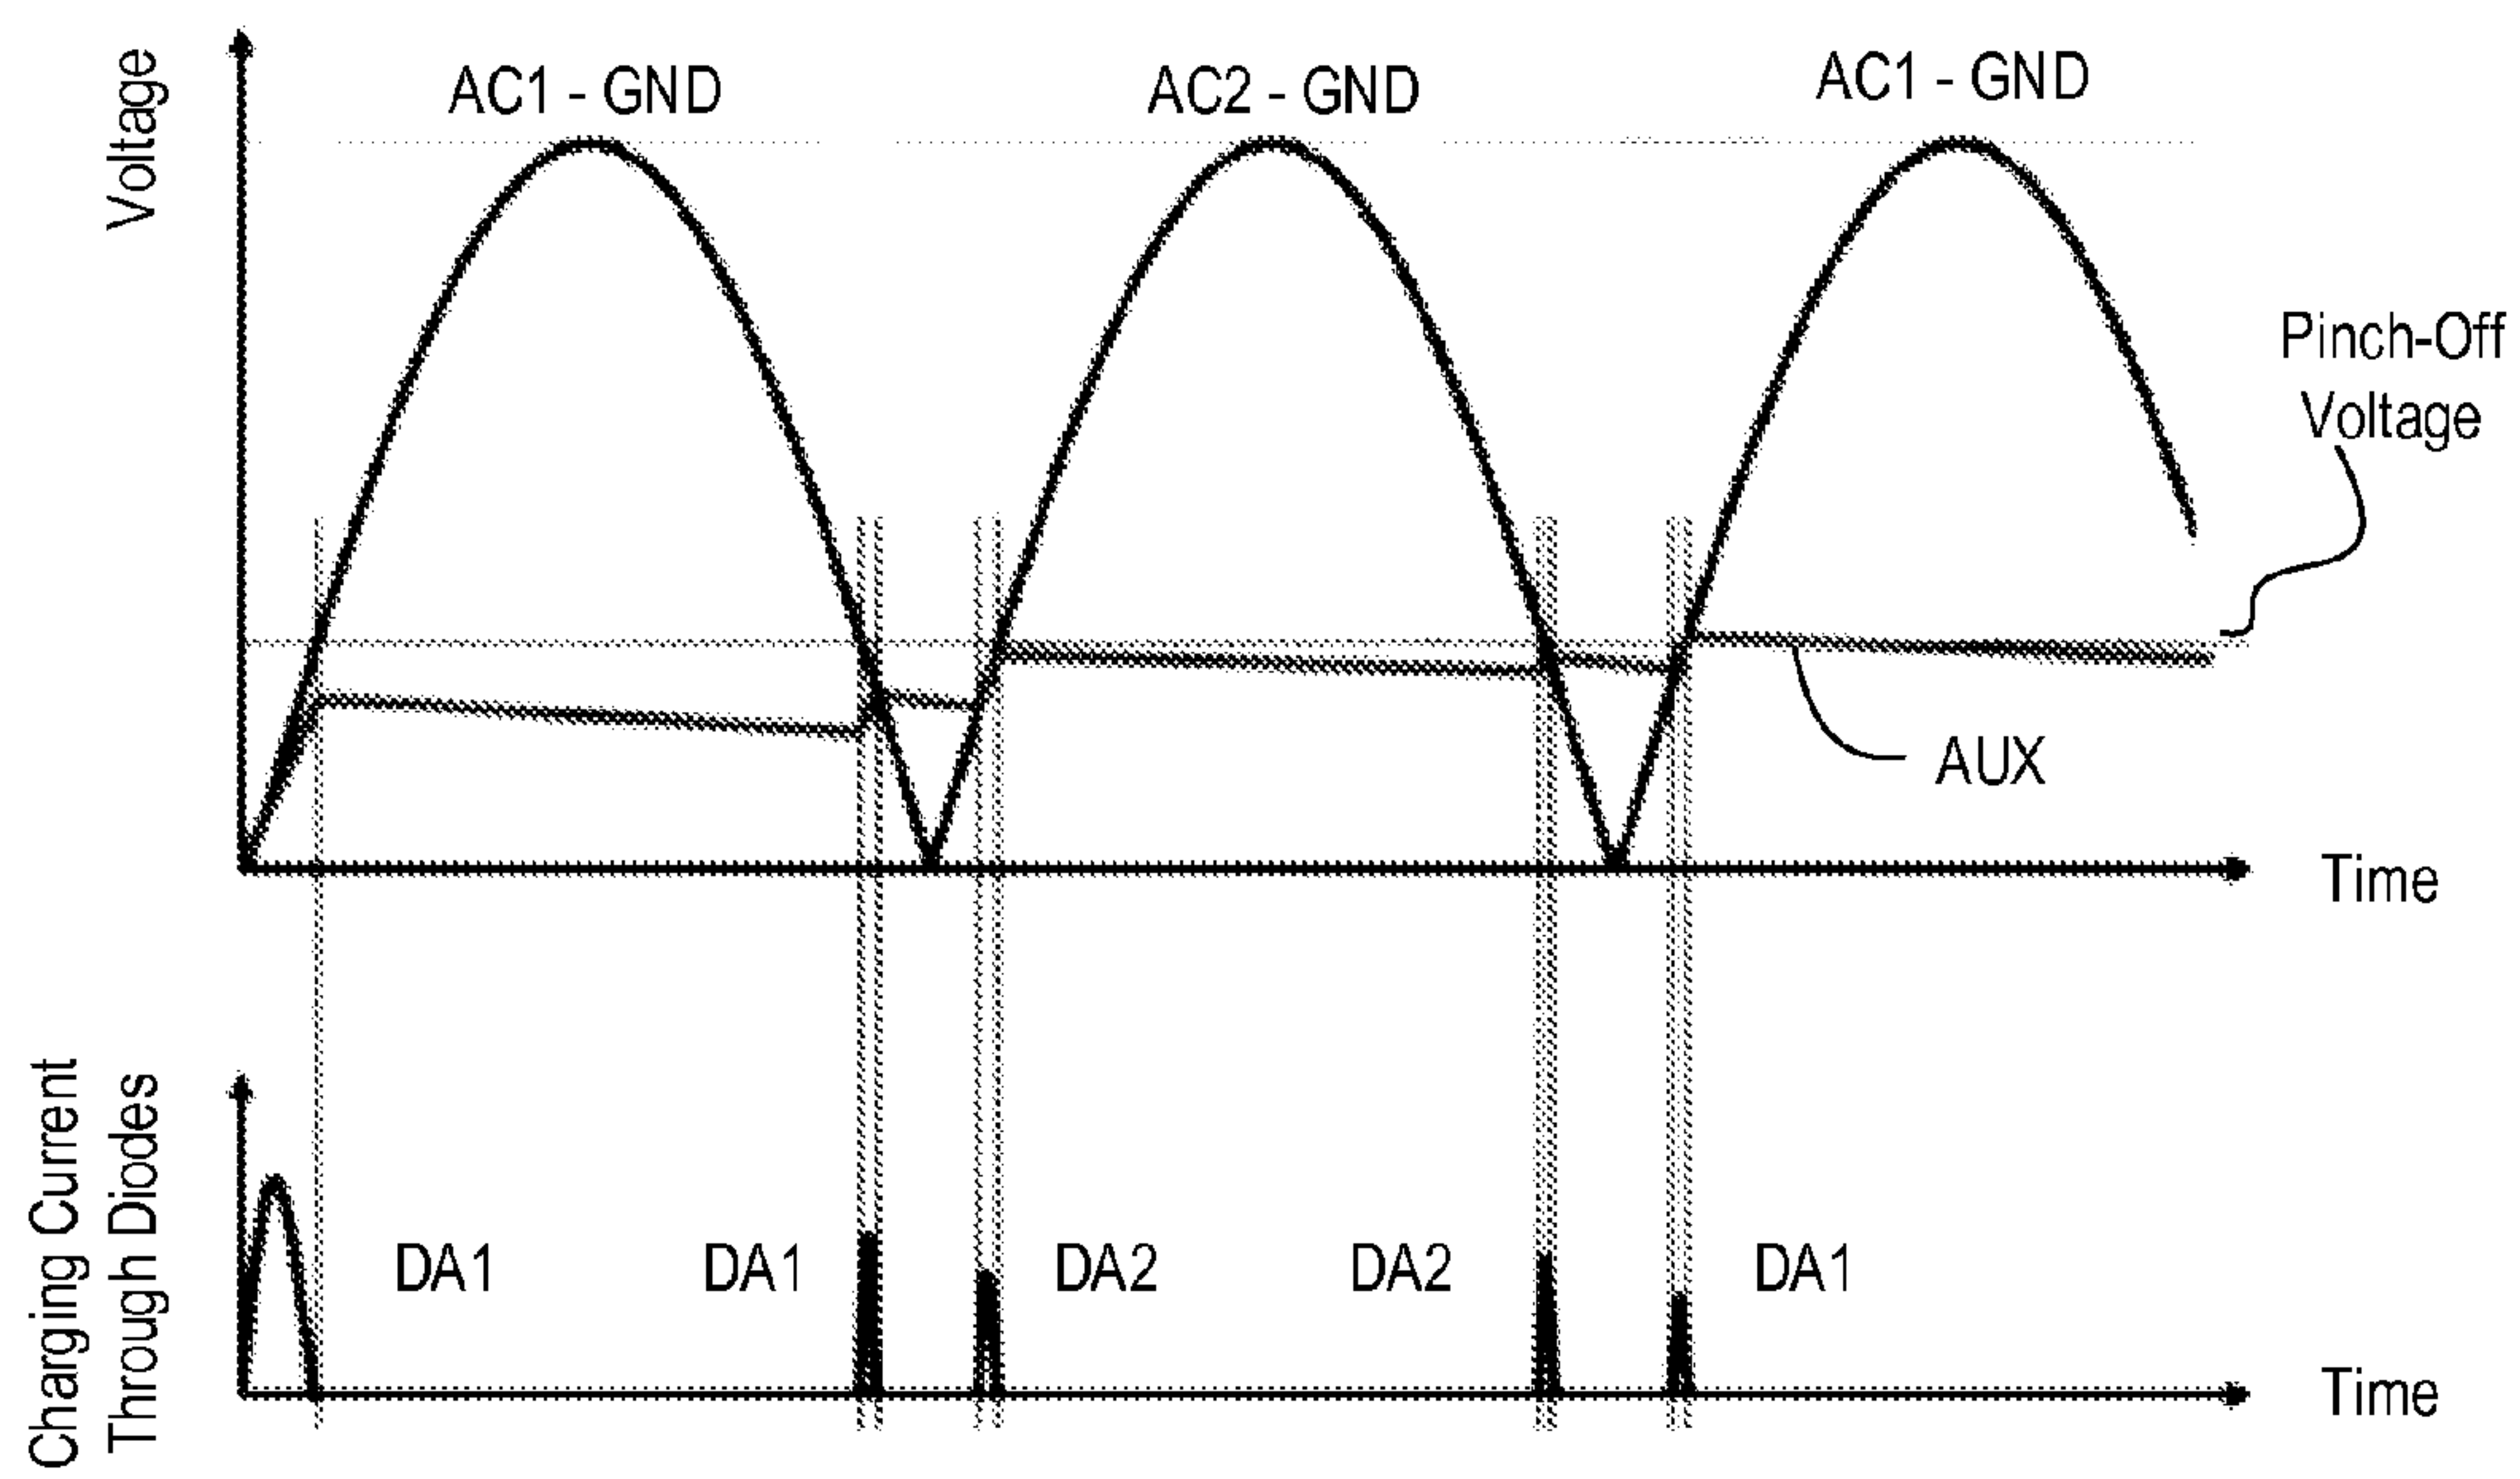 Voltage
AC1 - GND
AC2 - GND
AC1 - GND
Pinch-Off
Voltage
AUX
Time
Charging Current
Through Diodes
DA1
DA1
DA2
DA2
DA1
Time